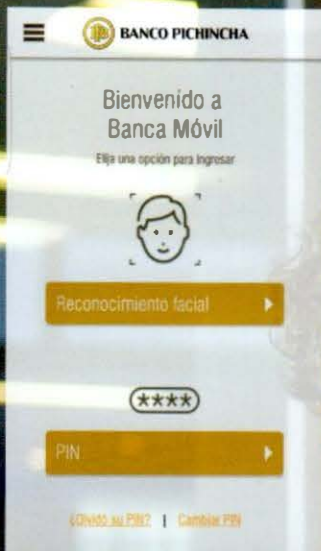 BANCO PICHINCHA
Bienvenido a
Banca Móvil
Elija una opción para ingresar
Reconocimiento facial
****
PIN
¿Olvidó su PIN? | Cambiar PIN